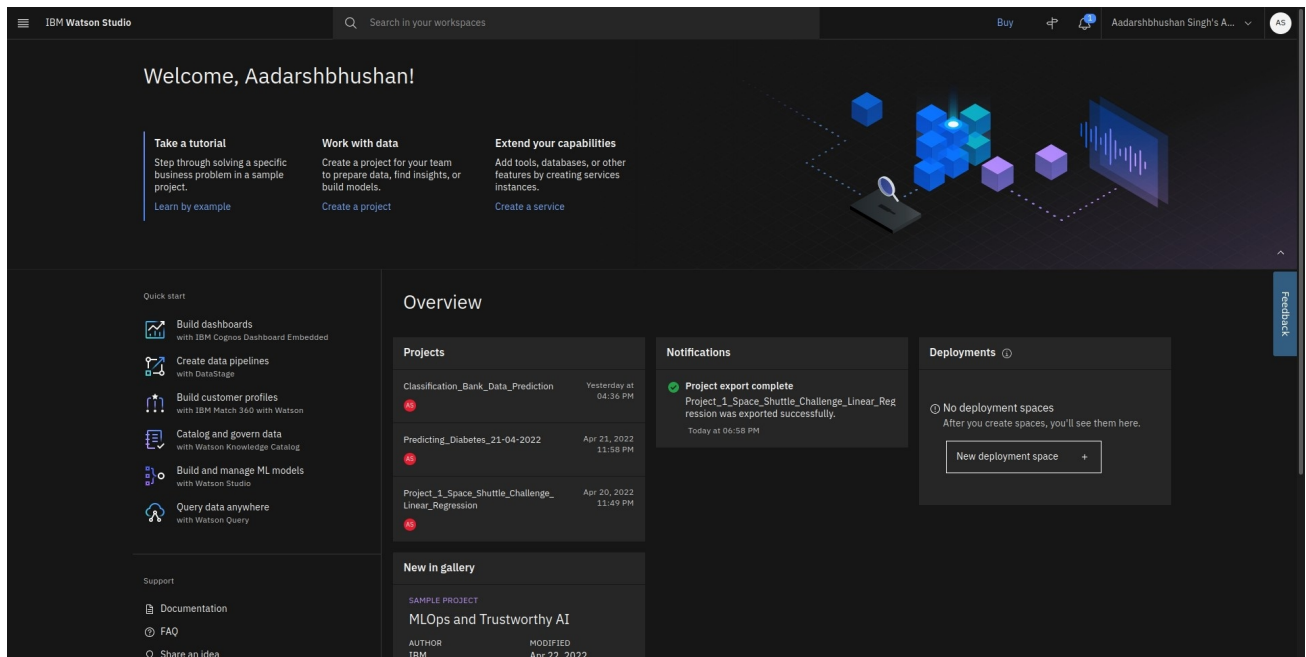 IBM Watson Studio
Search in your workspaces
Buy
1
Aadarshbhushan Singh's A...
AS
Welcome, Aadarshbhushan!
Take a tutorial
Step through solving a specific
business problem in a sample
project.
Learn by example
Work with data
Create a project for your team
to prepare data, find insights, or
build models.
Create a project
Extend your capabilities
Add tools, databases, or other
features by creating services
instances.
Create a service
Feedback
Quick start
Build dashboards
with IBM Cognos Dashboard Embedded
Create data pipelines
with DataStage
Build customer profiles
with IBM Match 360 with Watson
Catalog and govern data
with Watson Knowledge Catalog
Build and manage ML models
with Watson Studio
Query data anywhere
with Watson Query
Support
Documentation
FAQ
Share an idea
Overview
Projects
Classification_Bank_Data_Prediction
Yesterday at
04:36 PM
AS
Predicting_Diabetes_21-04-2022
Apr 21, 2022
11:58 PM
AS
Project_1_Space_Shuttle_Challenge_
Linear_Regression
Apr 20, 2022
11:49 PM
AS
Notifications
Project export complete
Project_1_Space_Shuttle_Challenge_Linear_Reg
ression was exported successfully.
Today at 06:58 PM
Deployments
No deployment spaces
After you create spaces, you'll see them here.
New deployment space +
New in gallery
SAMPLE PROJECT
MLOps and Trustworthy AI
AUTHOR
IBM
MODIFIED
Apr 22, 2022